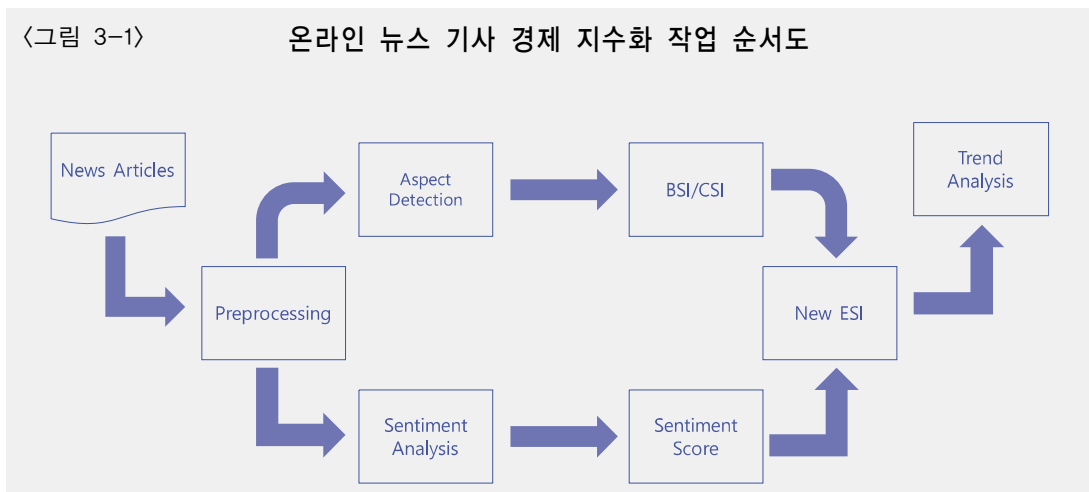 〈그림 3-1〉
온라인 뉴스 기사 경제 지수화 작업 순서도
News Articles
Preprocessing
Aspect
Detection
BSI/CSI
Sentiment
Analysis
Sentiment
Score
New ESI
Trend
Analysis